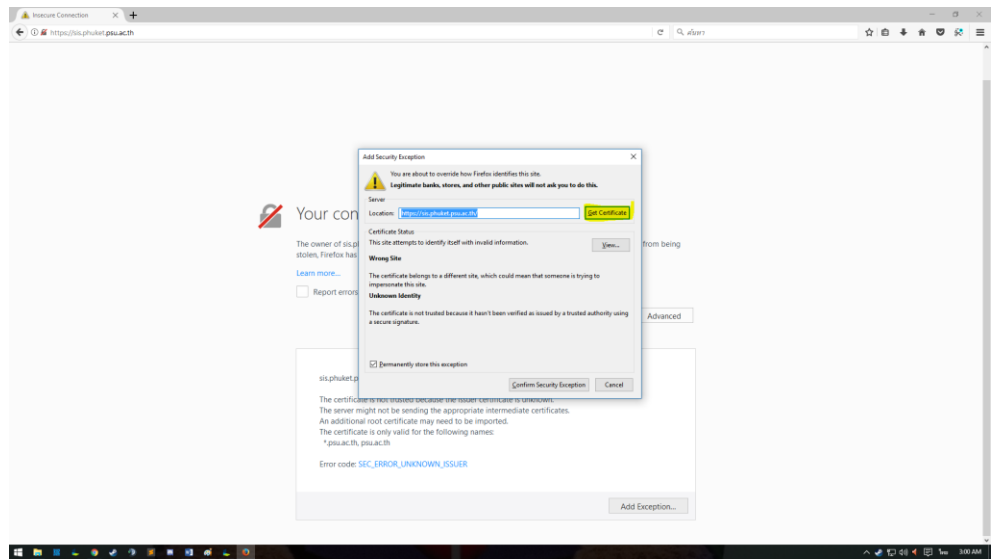 Insecure Connection
https://sis.phuket.psu.ac.th
ค้นหา
Add Security Exception
You are about to override how Firefox identifies this site.
Legitimate banks, stores, and other public sites will not ask you to do this.
Server
Location: https://sis.phuket.psu.ac.th/
Get Certificate
Certificate Status
This site attempts to identify itself with invalid information.
View...
Wrong Site
The certificate belongs to a different site, which could mean that someone is trying to
impersonate this site.
Unknown Identity
The certificate is not trusted because it hasn't been verified as issued by a trusted authority using
a secure signature.
Permanently store this exception
Confirm Security Exception
Cancel
Your con
The owner of sis.p
from being
stolen, Firefox has
Learn more...
Report errors
Advanced
sis.phuket.p
The certificate is not trusted because the issuer certificate is unknown.
The server might not be sending the appropriate intermediate certificates.
An additional root certificate may need to be imported.
The certificate is only valid for the following names:
*.psu.ac.th, psu.ac.th
Error code: SEC_ERROR_UNKNOWN_ISSUER
Add Exception...
ไทย
3:00 AM